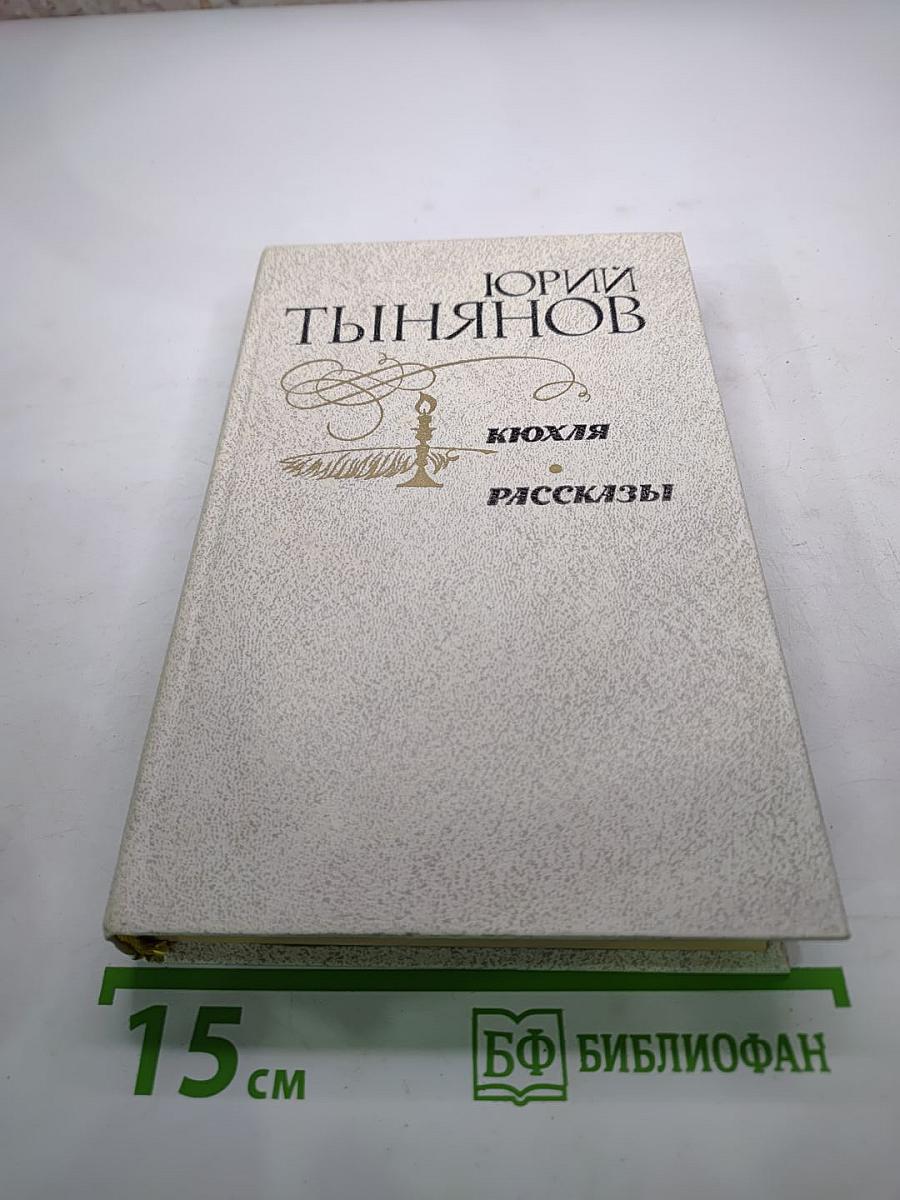 ЮРИЙ
ТЫНЯНОВ
КЮХЛЯ
РАССКАЗЫ
15 см
БФ БИБЛИОФАН